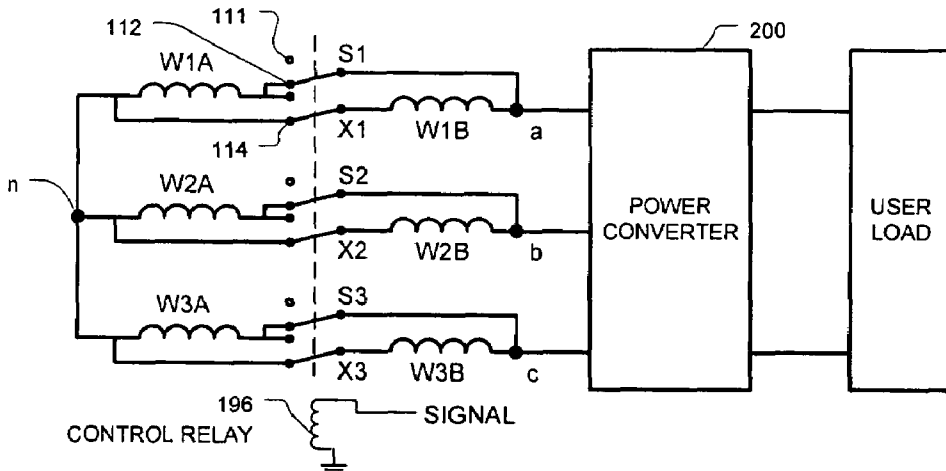 111
112
W1A
S1
200
X1
W1B
a
114
n
W2A
S2
X2
W2B
b
POWER
CONVERTER
USER
LOAD
W3A
S3
X3
W3B
c
196
SIGNAL
CONTROL RELAY